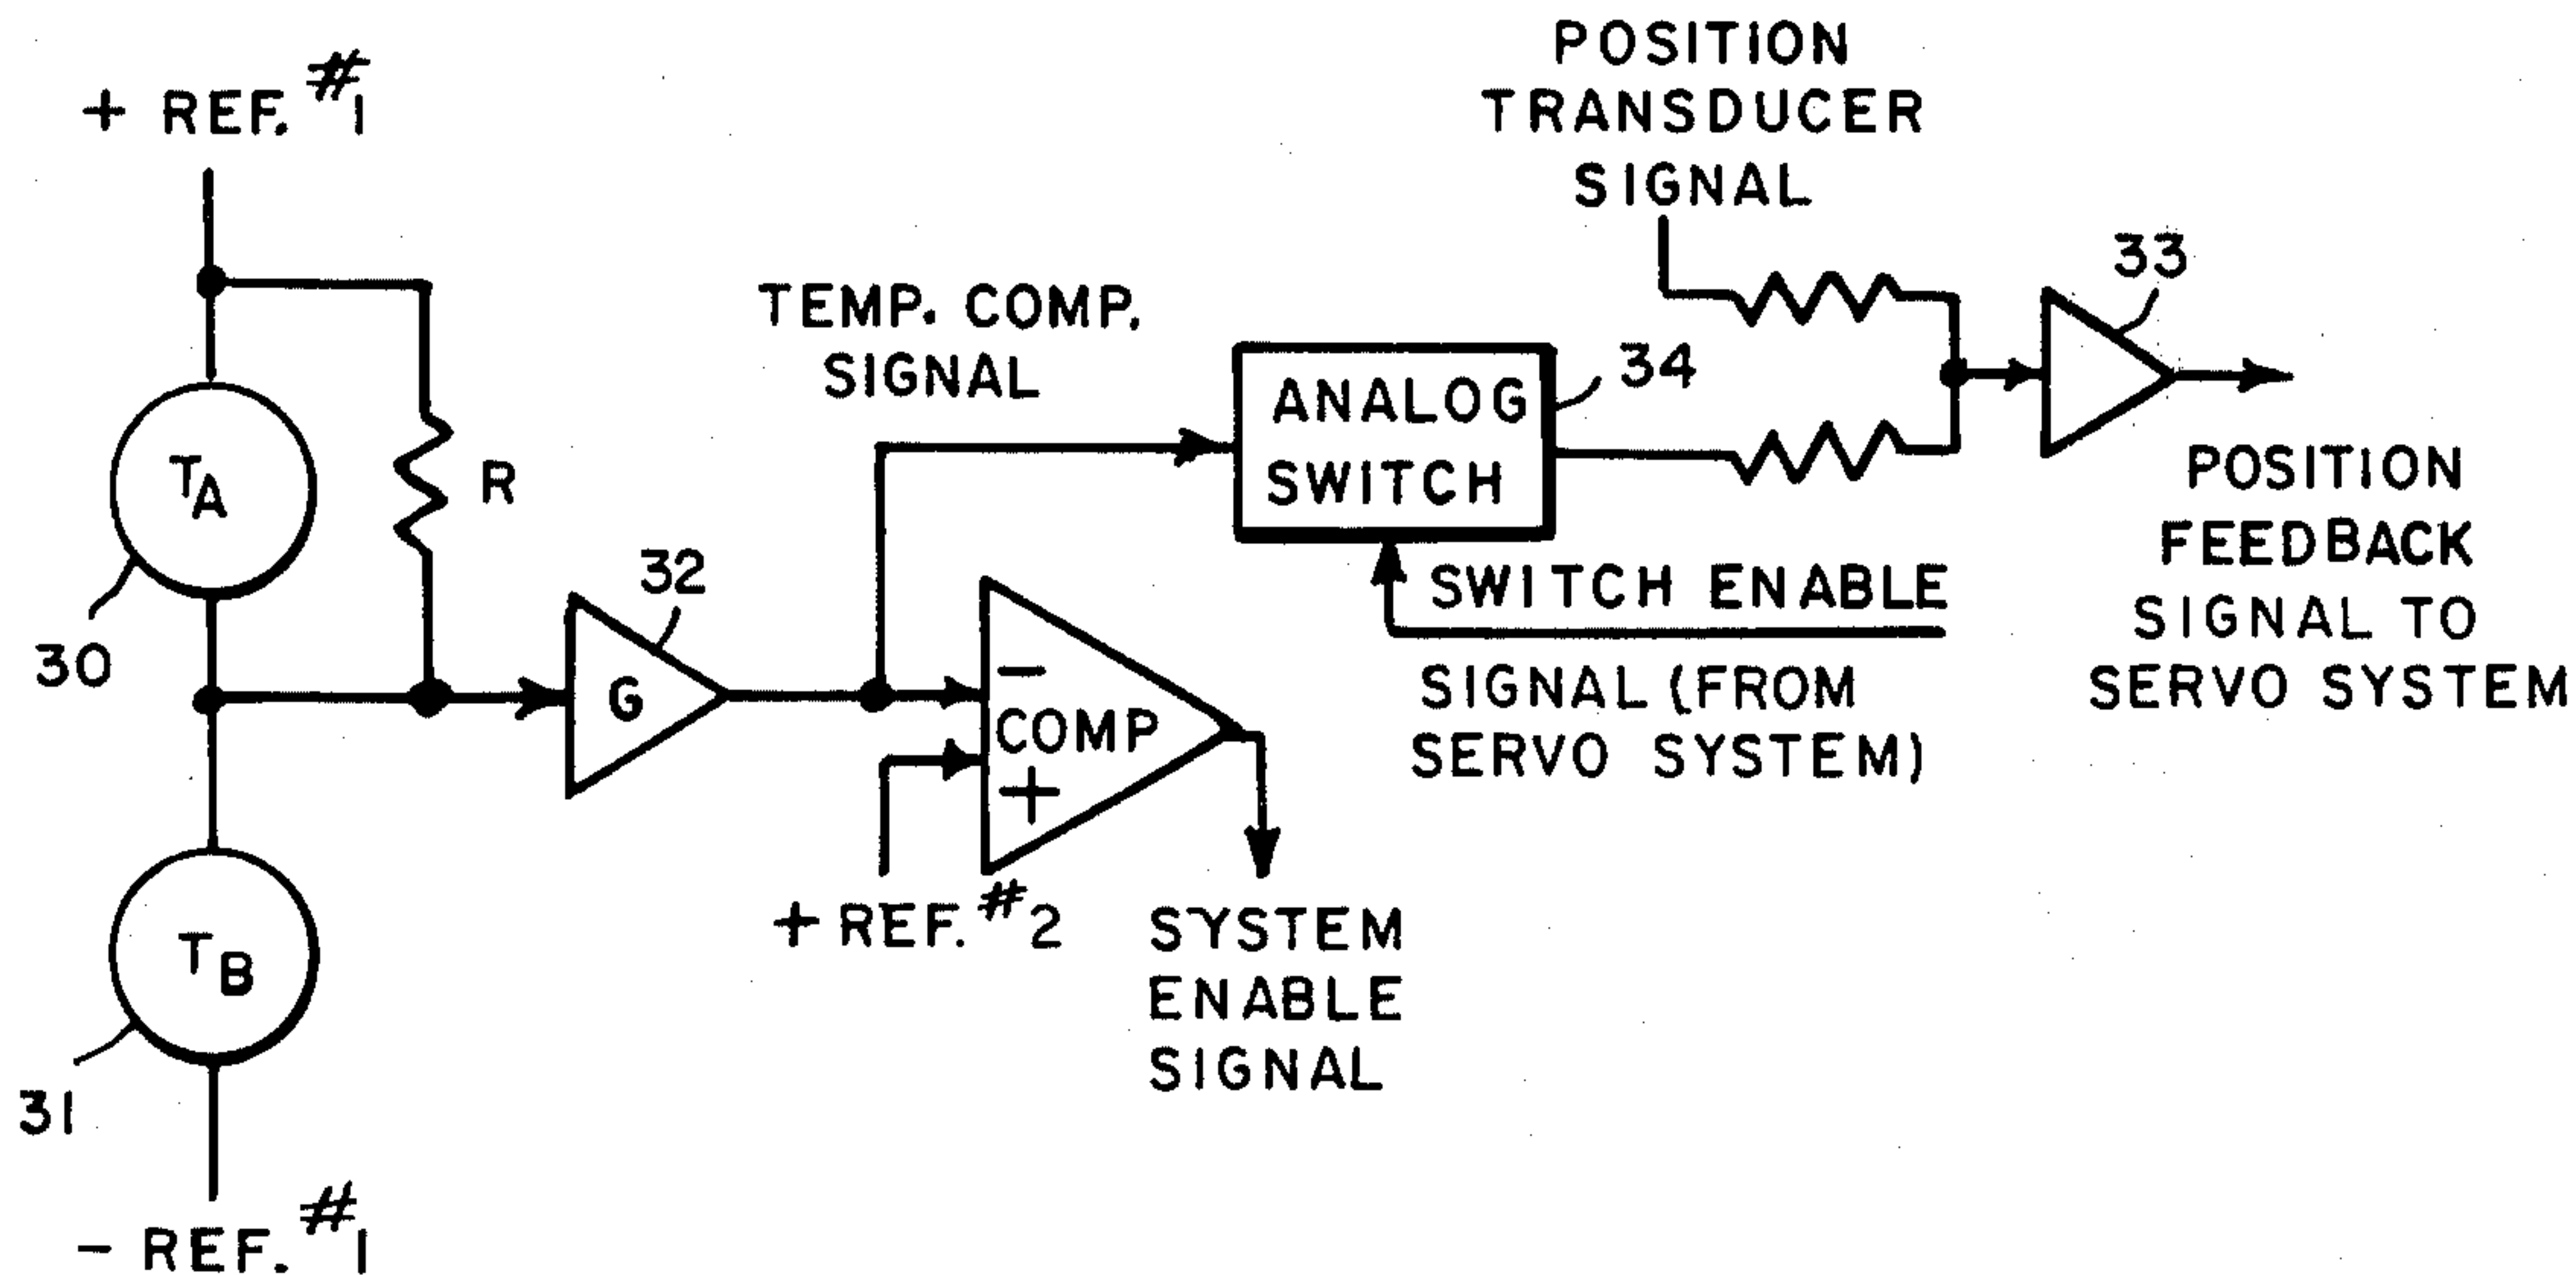 + REF. #1
TA
30
R
TB
31
- REF. #1
32
G
TEMP. COMP.
SIGNAL
-
COMP
+
+ REF. #2
SYSTEM
ENABLE
SIGNAL
ANALOG
SWITCH
34
SWITCH ENABLE
SIGNAL (FROM
SERVO SYSTEM)
POSITION
TRANSDUCER
SIGNAL
33
POSITION
FEEDBACK
SIGNAL TO
SERVO SYSTEM